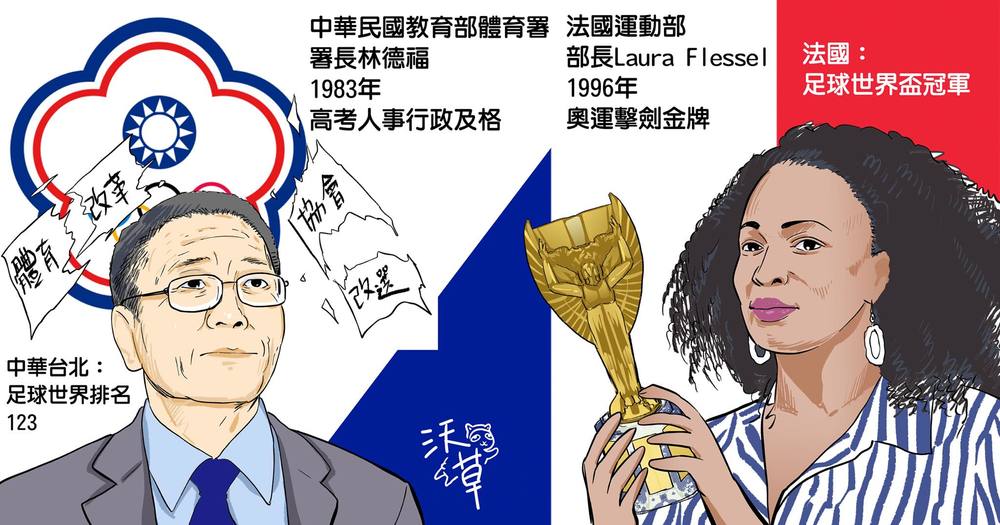 中華民國教育部體育署
署長林德福
1983年
高考人事行政及格
法國運動部
部長Laura Flessel
1996年
奧運擊劍金牌
法國：
足球世界盃冠軍
體育
改革
協會
改選
中華台北：
足球世界排名
123
沃草